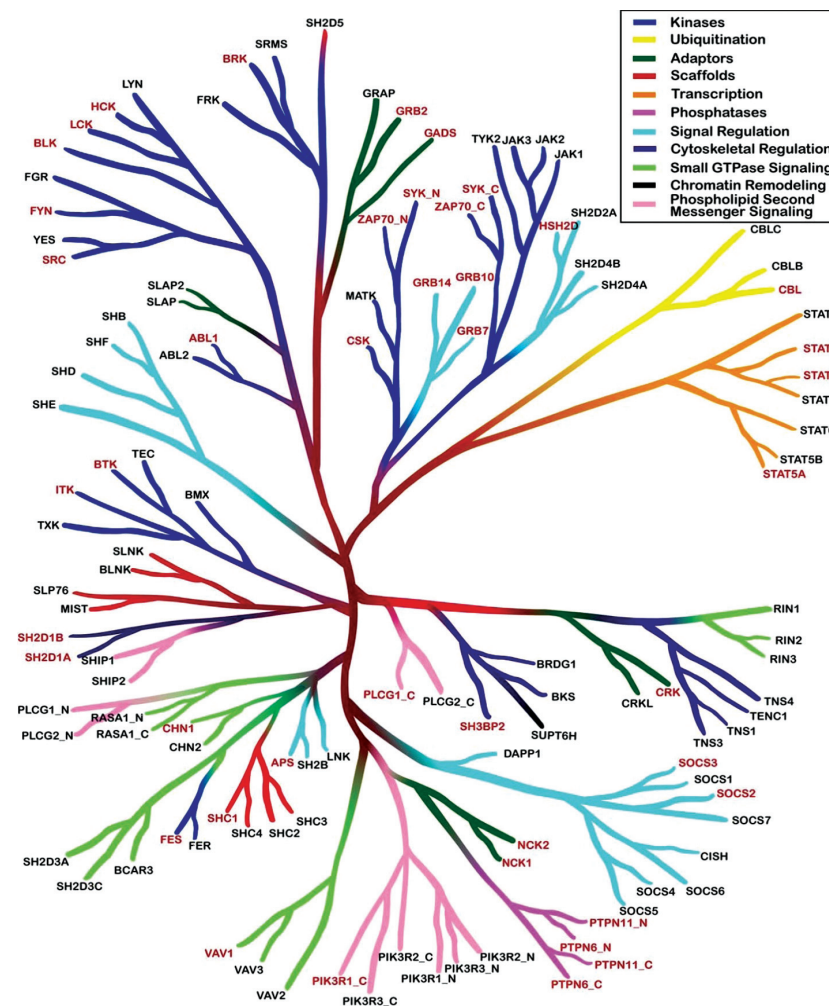 Kinases
Ubiquitination
Adaptors
Scaffolds
Transcription
Phosphatases
Signal Regulation
Cytoskeletal Regulation
Small GTPase Signaling
Chromatin Remodeling
Phospholipid Second
Messenger Signaling
SH2D5
SRMS
BRK
FRK
LYN
HCK
LCK
BLK
FGR
FYN
YES
SRC
GRAP
GRB2
GADS
SYK_N
ZAP70_N
MATK
CSK
TYK2
JAK3
JAK2
JAK1
SYK_C
ZAP70_C
HSH2D
SH2D2A
SH2D4B
SH2D4A
GRB14
GRB10
GRB7
CBLC
CBLB
CBL
STAT
STAT
STAT
STAT
STAT
STAT5B
STAT5A
SLAP2
SLAP
ABL1
ABL2
SHB
SHF
SHD
SHE
TEC
BTK
ITK
BMX
TXK
SLNK
BLNK
SLP76
MIST
SH2D1B
SH2D1A
SHIP1
SHIP2
PLCG1_N
PLCG2_N
RASA1_N
RASA1_C
CHN1
CHN2
APS
SH2B
LNK
SHC1
SHC4
SHC2
SHC3
FES
FER
SH2D3A
SH2D3C
BCAR3
VAV1
VAV3
VAV2
PLCG1_C
PLCG2_C
SH3BP2
BRDG1
BKS
SUPT6H
CRKL
CRK
RIN1
RIN2
RIN3
TNS4
TENC1
TNS1
TNS3
DAPP1
SOCS3
SOCS1
SOCS2
SOCS7
CISH
SOCS6
SOCS4
SOCS5
NCK2
NCK1
PTPN11_N
PTPN6_N
PTPN11_C
PTPN6_C
PIK3R2_C
PIK3R1_C
PIK3R3_C
PIK3R1_N
PIK3R3_N
PIK3R2_N